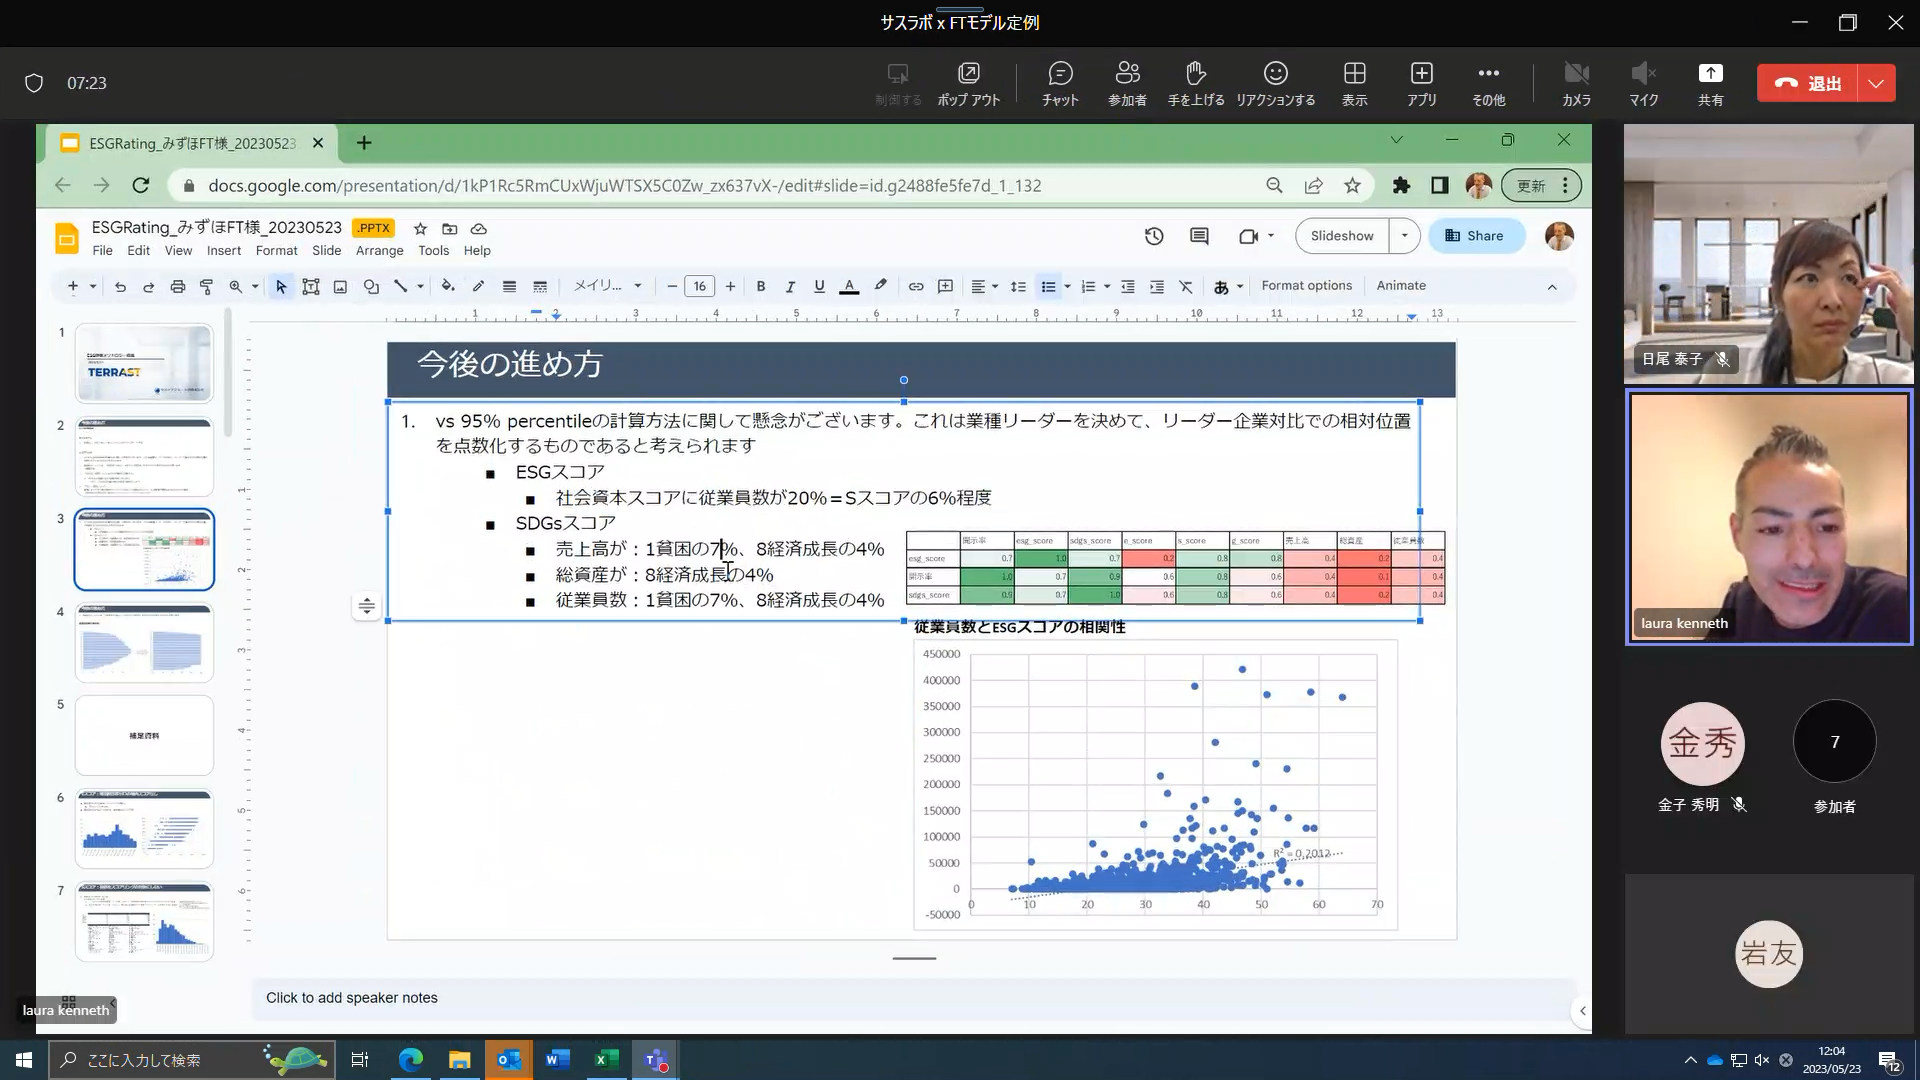 サスラボ x FTモデル定例
07:23
制御する ポップ アウト チャット 参加者 手を上げる リアクションする 表示 アプリ その他 カメラ マイク 共有 退出
ESGRating_みずほFT様_20230523
docs.google.com/presentation/d/1kP1Rc5RmCUxWjuWTSX5C0Zw_zx637vX-/edit#slide=id.g2488fe5fe7d_1_132
更新
ESGRating_みずほFT様_20230523 .PPTX
File Edit View Insert Format Slide Arrange Tools Help
Slideshow Share
メイリ... 16 B I U A あ Format options Animate
1 2 3 4 5 6 7 8 9 10 11 12 13
1
TERRAST
2
3
4
5
補足資料
6
7
今後の進め方
1. vs 95% percentileの計算方法に関して懸念がございます。これは業種リーダーを決めて、リーダー企業対比での相対位置
を点数化するものであると考えられます
■ ESGスコア
■ 社会資本スコアに従業員数が20%＝Sスコアの6%程度
■ SDGsスコア
■ 売上高が：1貧困の7%、8経済成長の4%
■ 総資産が：8経済成長の4%
■ 従業員数：1貧困の7%、8経済成長の4%
開示率 esg_score sdgs_score e_score s_score g_score 売上高 総資産 従業員数
esg_score 0.7 1.0 0.7 0.2 0.8 0.8 0.4 0.2 0.4
開示率 1.0 0.7 0.9 0.6 0.8 0.6 0.4 0.1 0.4
sdgs_score 0.9 0.7 1.0 0.6 0.8 0.6 0.4 0.2 0.4
従業員数とESGスコアの相関性
450000
400000
350000
300000
250000
200000
150000
100000
50000
0
-50000
R² = 0.2012
0 10 20 30 40 50 60 70
Click to add speaker notes
laura kenneth
日尾 泰子
laura kenneth
金秀
金子 秀明
7
参加者
岩友
ここに入力して検索
12:04
2023/05/23
12